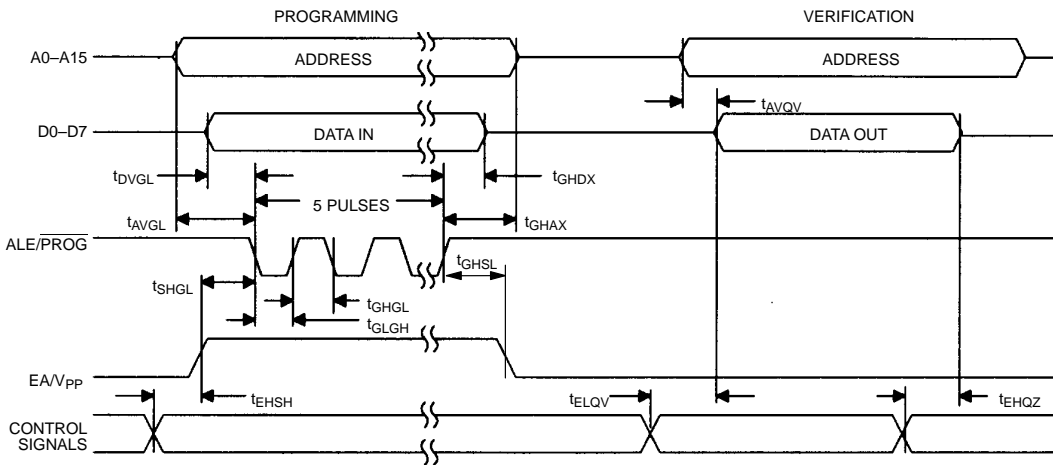 PROGRAMMING VERIFICATION
A0–A15 ADDRESS ADDRESS
tAVQV
D0–D7 DATA IN DATA OUT
tDVGL tGHDX
5 PULSES
tAVGL tGHAX
ALE/PROG
tGHSL
tSHGL
tGHGL
tGLGH
EA/VPP
tEHSH tELQV tEHQZ
CONTROL
SIGNALS